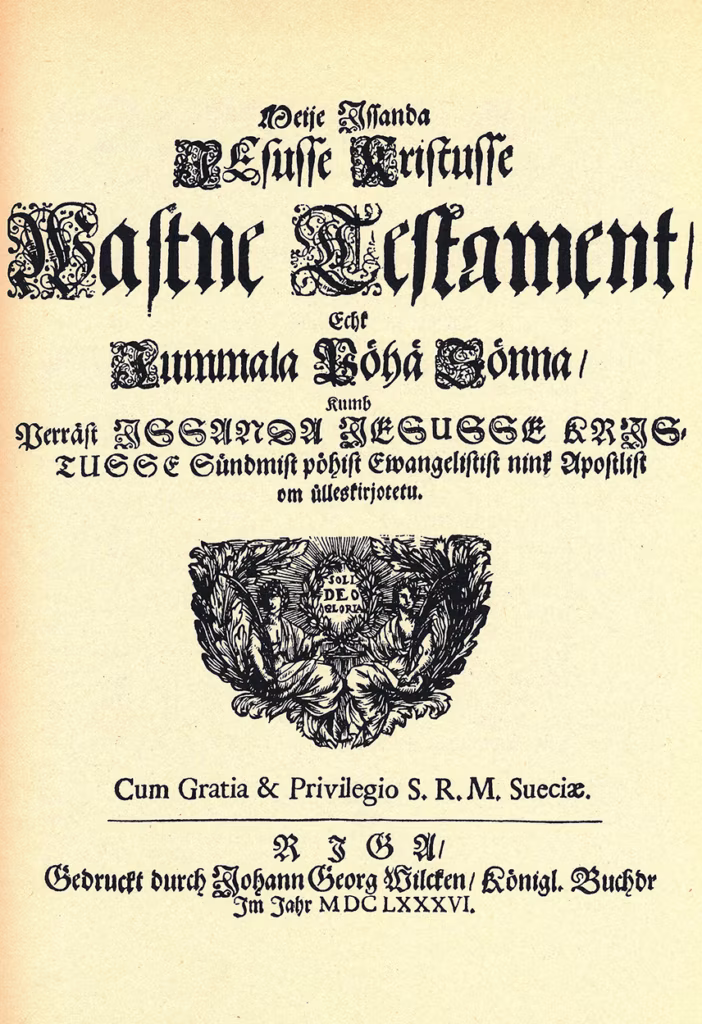 Meije Issanda
JEsusse Kristusse
Wastne Testament/
Echk
Jummala Pöhä Sönna/
Kumb
Perräst ISSANDA JESUSSE KRIS-
TUSSE Sündmist pöhist Ewangelistist nink Apostlist
om ülleskirjotetu.
SOLI
DEO
GLORIA
Cum Gratia & Privilegio S. R. M. Sueciæ.
RIGA/
Gedruckt durch Johann Georg Wilcken/ Königl. Buchdr
Im Jahr MDCLXXXVI.